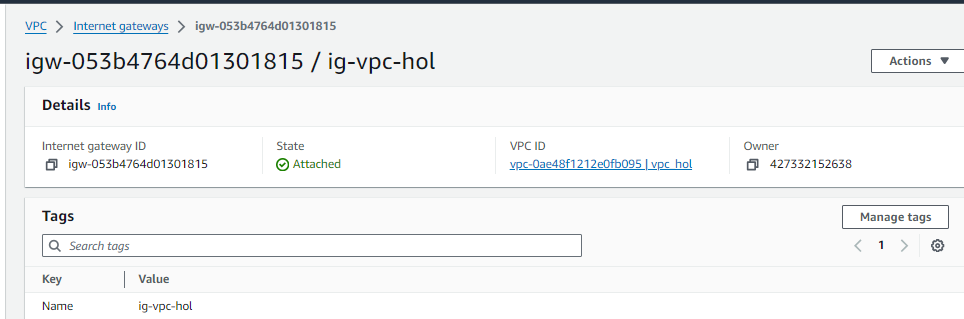 VPC > Internet gateways > igw-053b4764d01301815
igw-053b4764d01301815 / ig-vpc-hol
Actions
Details Info
Internet gateway ID State VPC ID Owner
igw-053b4764d01301815 Attached vpc-0ae48f1212e0fb095 | vpc_hol 427332152638
Tags
Manage tags
Search tags
1
Key Value
Name ig-vpc-hol